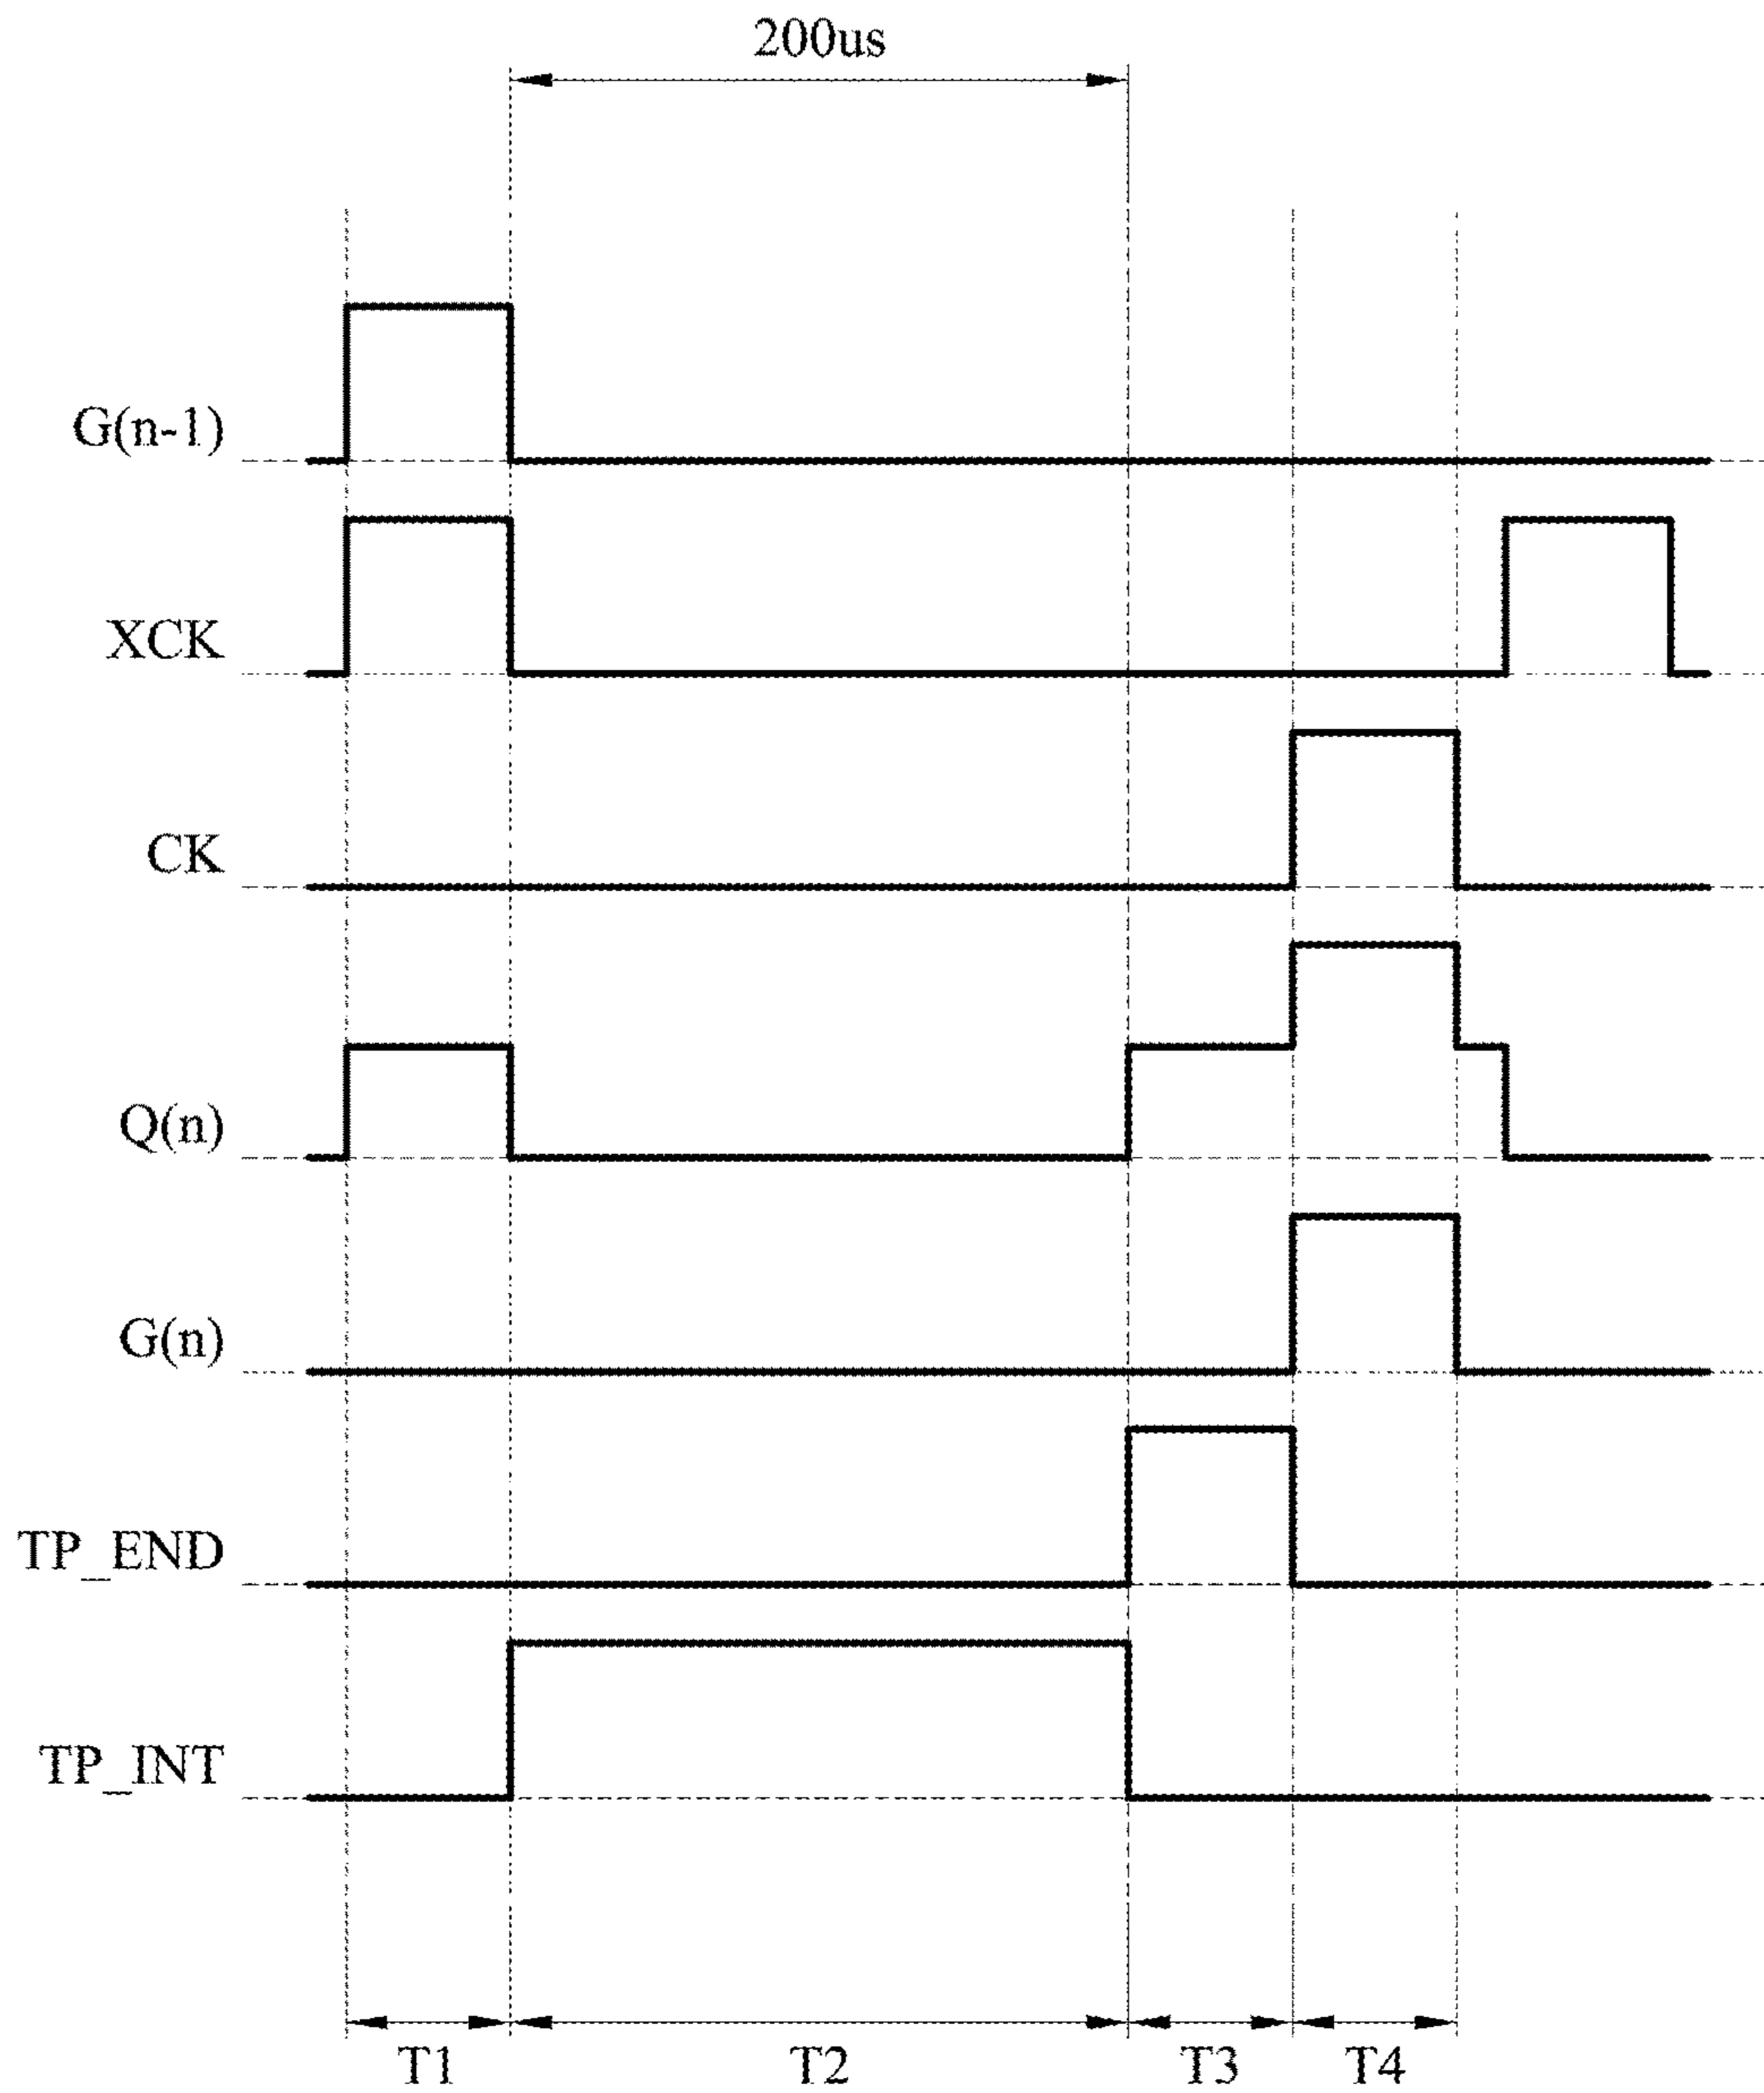 200us
G(n-1)
XCK
CK
Q(n)
G(n)
TP_END
TP_INT
T1 T2 T3 T4